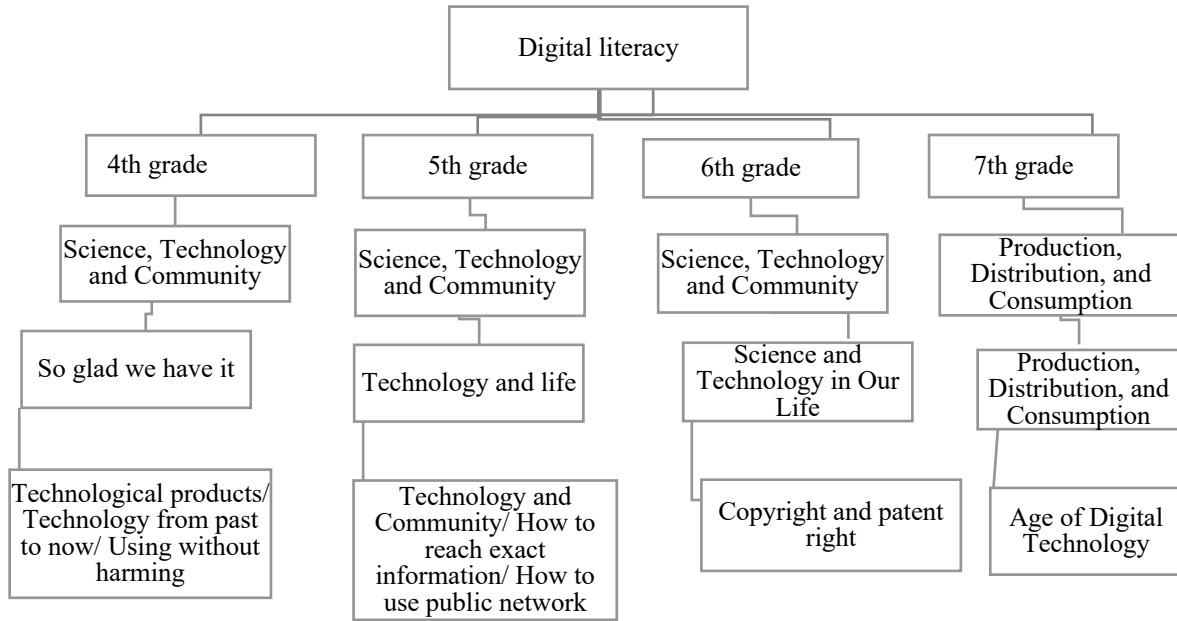 Digital literacy
4th grade
5th grade
6th grade
7th grade
Science, Technology
and Community
Science, Technology
and Community
Science, Technology
and Community
Production,
Distribution, and
Consumption
So glad we have it
Technology and life
Science and
Technology in Our
Life
Production,
Distribution, and
Consumption
Technological products/
Technology from past
to now/ Using without
harming
Technology and
Community/ How to
reach exact
information/ How to
use public network
Copyright and patent
right
Age of Digital
Technology